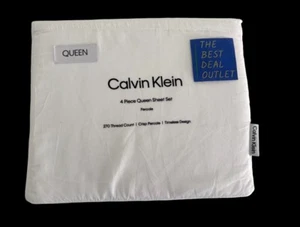 QUEEN
THE
BEST
DEAL
OUTLET
Calvin Klein
4 Piece Queen Sheet Set
Percale
270 Thread Count | Crisp Percale | Timeless Design
Calvin Klein